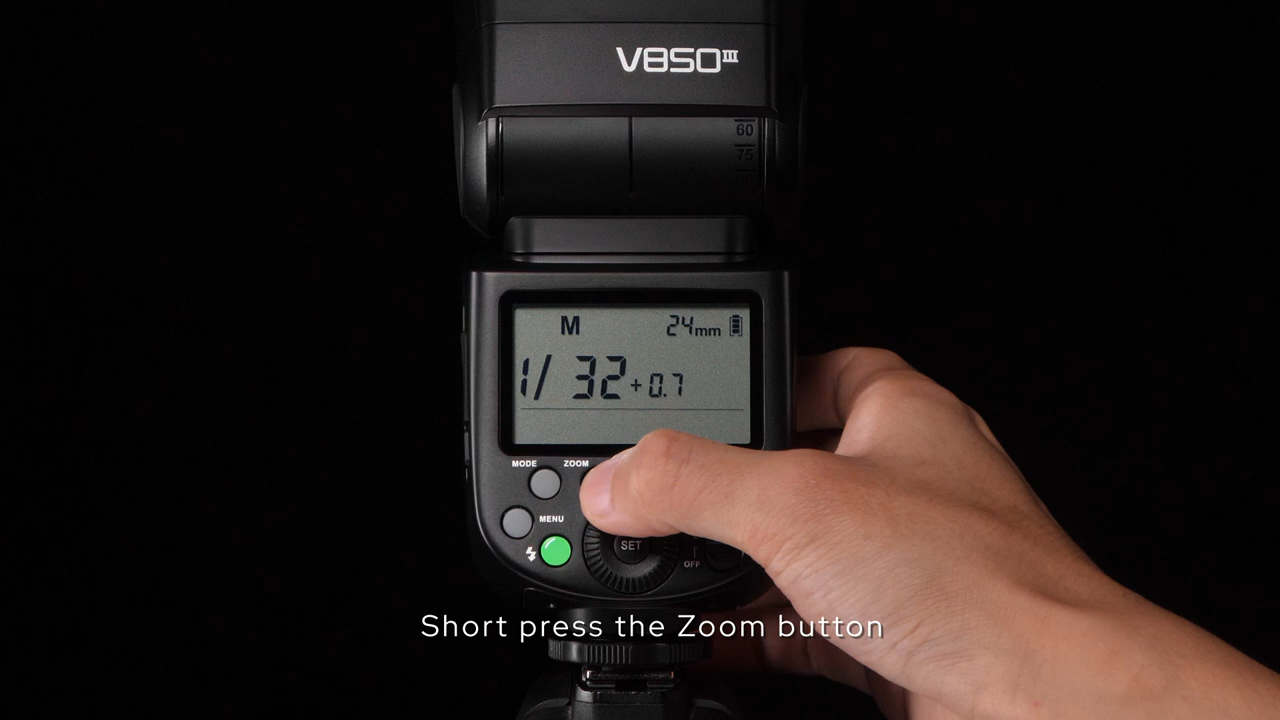 V850III
60
75
M 24mm
1/32+0.7
MODE ZOOM
MENU
SET
OFF
Short press the Zoom button